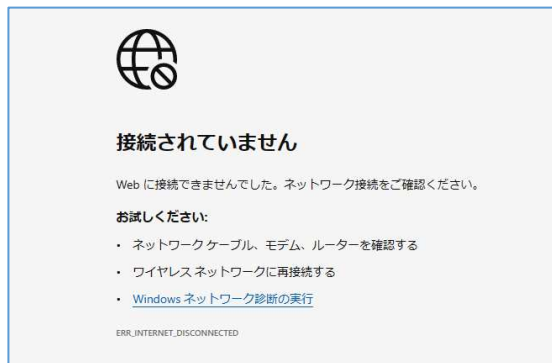 接続されていません
Web に接続できませんでした。ネットワーク接続をご確認ください。
お試しください:
• ネットワーク ケーブル、モデム、ルーターを確認する
• ワイヤレス ネットワークに再接続する
• Windows ネットワーク診断の実行
ERR_INTERNET_DISCONNECTED